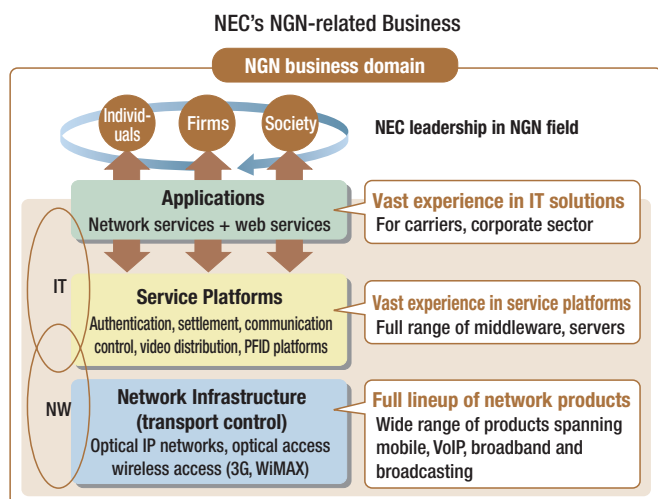 NEC's NGN-related Business
NGN business domain
Individ-
uals
Firms
Society
NEC leadership in NGN field
Applications
Network services + web services
Vast experience in IT solutions
For carriers, corporate sector
IT
Service Platforms
Authentication, settlement, communication
control, video distribution, PFID platforms
Vast experience in service platforms
Full range of middleware, servers
NW
Network Infrastructure
(transport control)
Optical IP networks, optical access
wireless access (3G, WiMAX)
Full lineup of network products
Wide range of products spanning
mobile, VoIP, broadband and
broadcasting